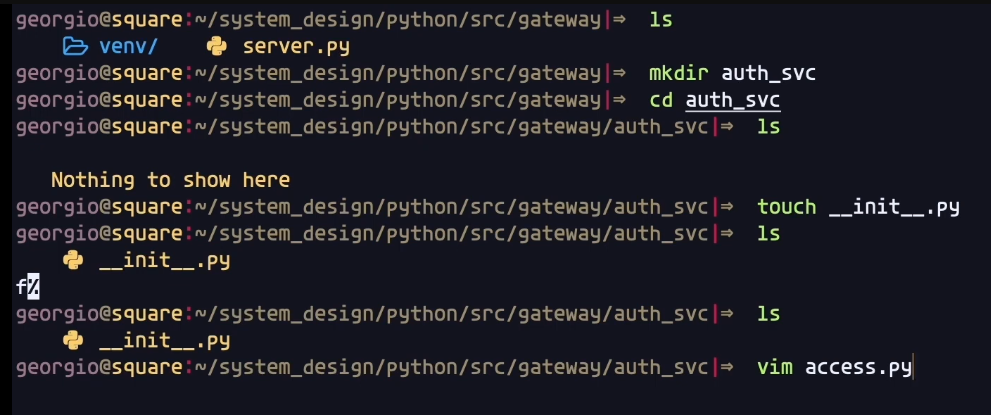 georgio@square:~/system_design/python/src/gateway|⇒ ls
venv/ server.py
georgio@square:~/system_design/python/src/gateway|⇒ mkdir auth_svc
georgio@square:~/system_design/python/src/gateway|⇒ cd auth_svc
georgio@square:~/system_design/python/src/gateway/auth_svc|⇒ ls
Nothing to show here
georgio@square:~/system_design/python/src/gateway/auth_svc|⇒ touch __init__.py
georgio@square:~/system_design/python/src/gateway/auth_svc|⇒ ls
__init__.py
f%
georgio@square:~/system_design/python/src/gateway/auth_svc|⇒ ls
__init__.py
georgio@square:~/system_design/python/src/gateway/auth_svc|⇒ vim access.py